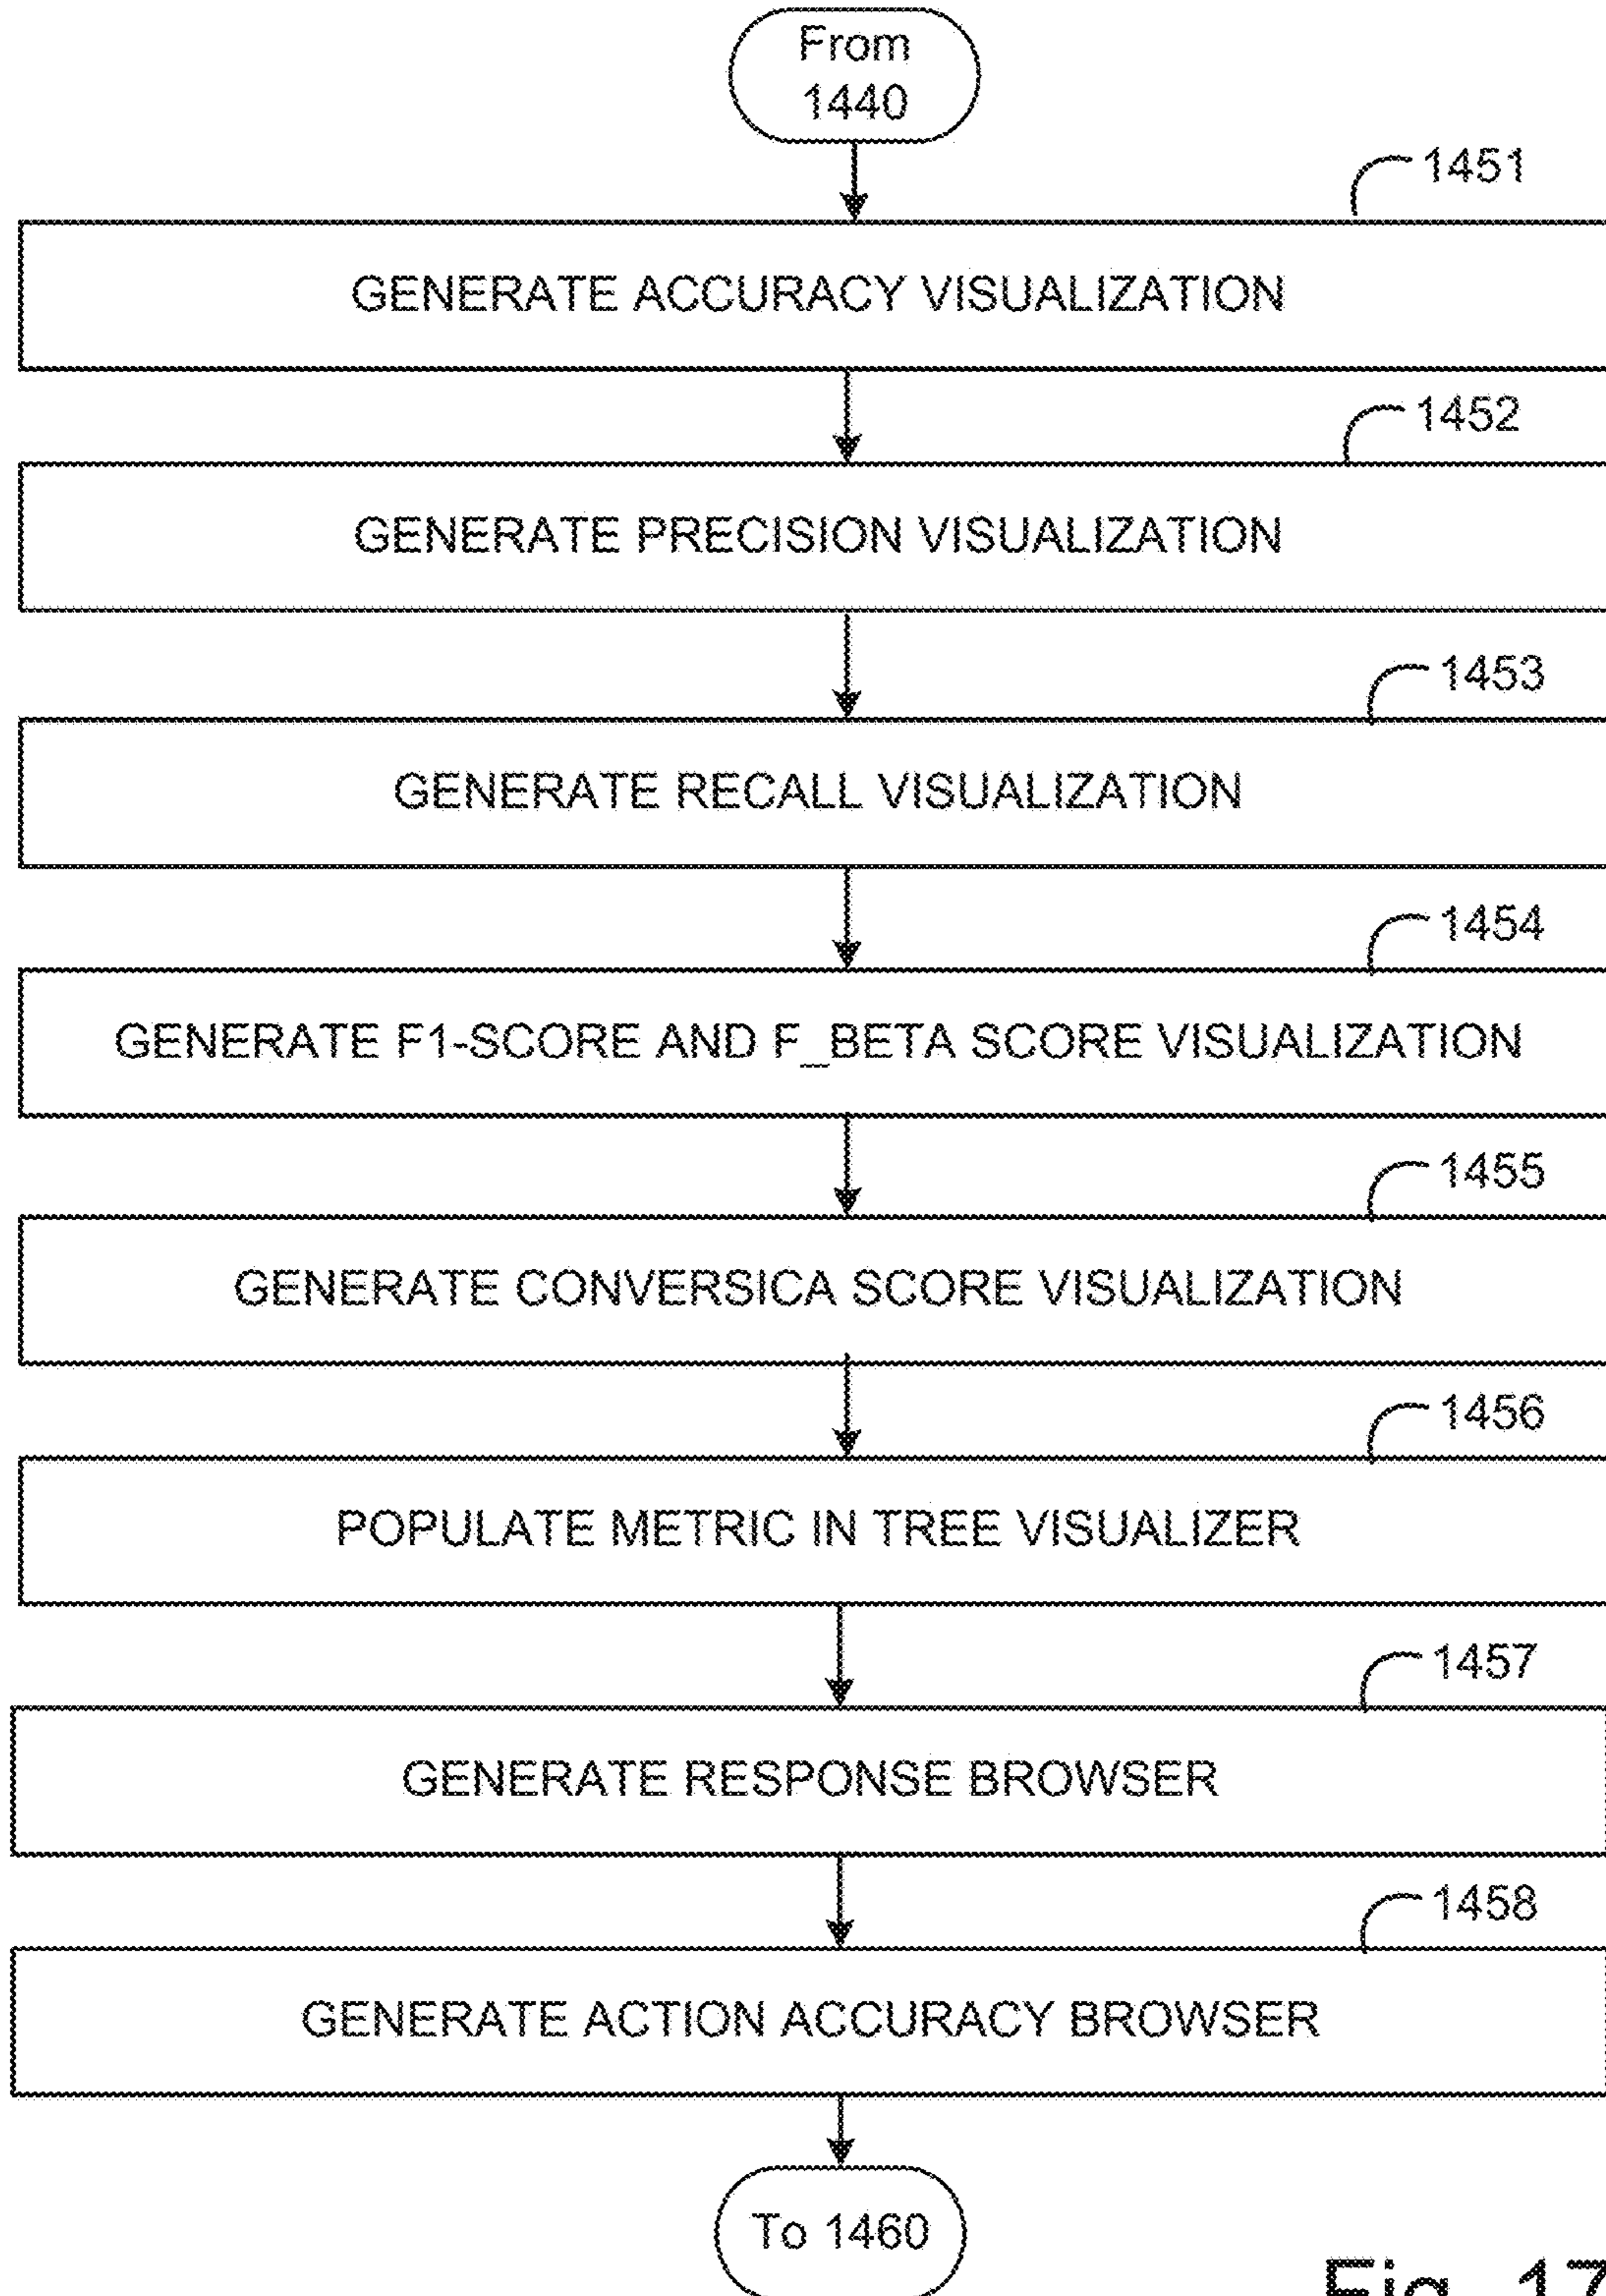 From
1440
1451
GENERATE ACCURACY VISUALIZATION
1452
GENERATE PRECISION VISUALIZATION
1453
GENERATE RECALL VISUALIZATION
1454
GENERATE F1-SCORE AND F_BETA SCORE VISUALIZATION
1455
GENERATE CONVERSICA SCORE VISUALIZATION
1456
POPULATE METRIC IN TREE VISUALIZER
1457
GENERATE RESPONSE BROWSER
1458
GENERATE ACTION ACCURACY BROWSER
To 1460
Fig. 17